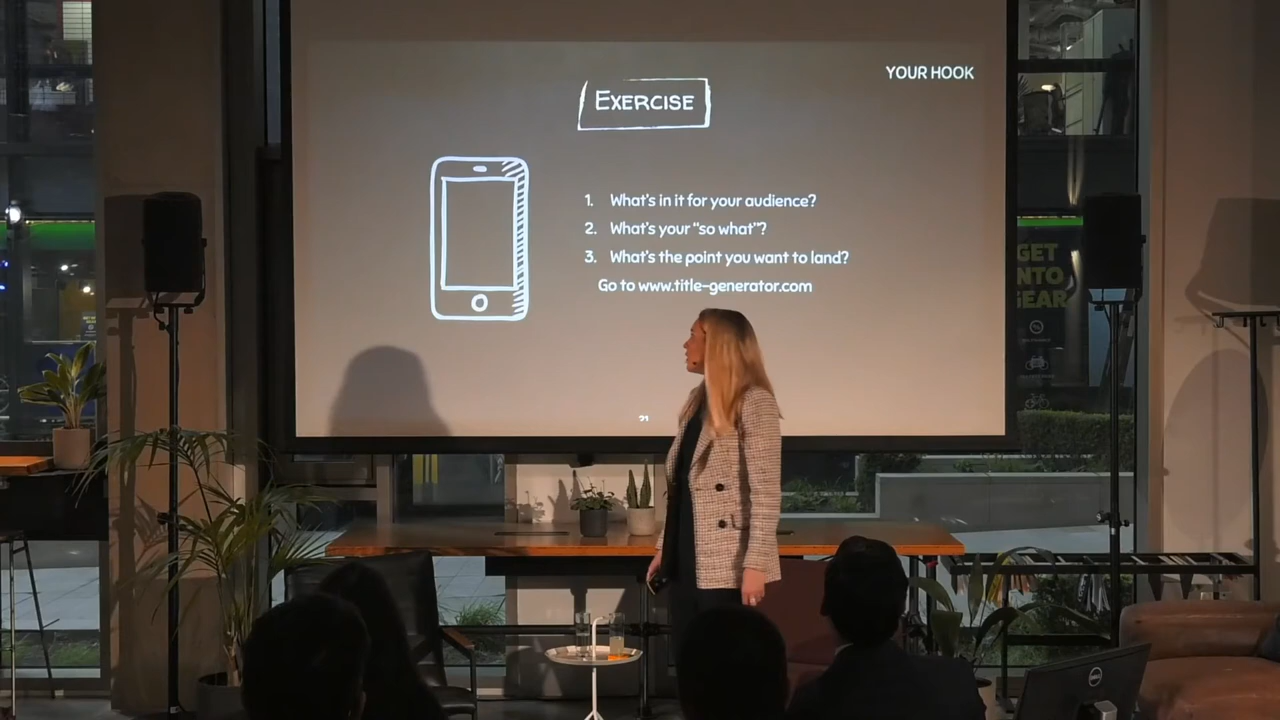 YOUR HOOK
EXERCISE
1. What's in it for your audience?
2. What's your "so what"?
3. What's the point you want to land?
Go to www.title-generator.com
21
GET
INTO
GEAR
DELL